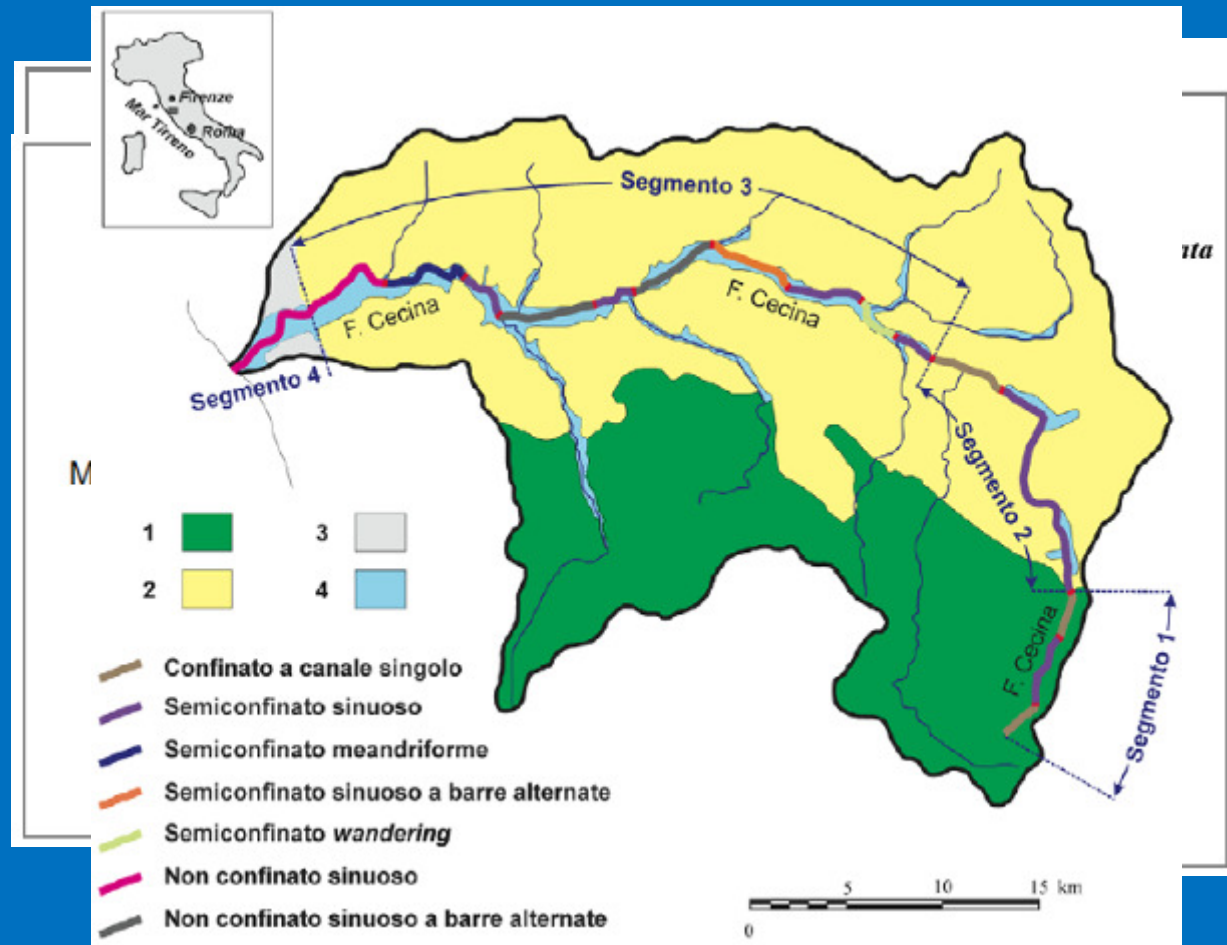 Firenze
Mar Tirreno
Roma
Segmento 3
ata
F. Cecina
F. Cecina
Segmento 4
Segmento 2
M
1
3
2
4
F. Cecina
Segmento 1
Confinato a canale singolo
Semiconfinato sinuoso
Semiconfinato meandriforme
Semiconfinato sinuoso a barre alternate
Semiconfinato wandering
Non confinato sinuoso
Non confinato sinuoso a barre alternate
5 10 15 km
0